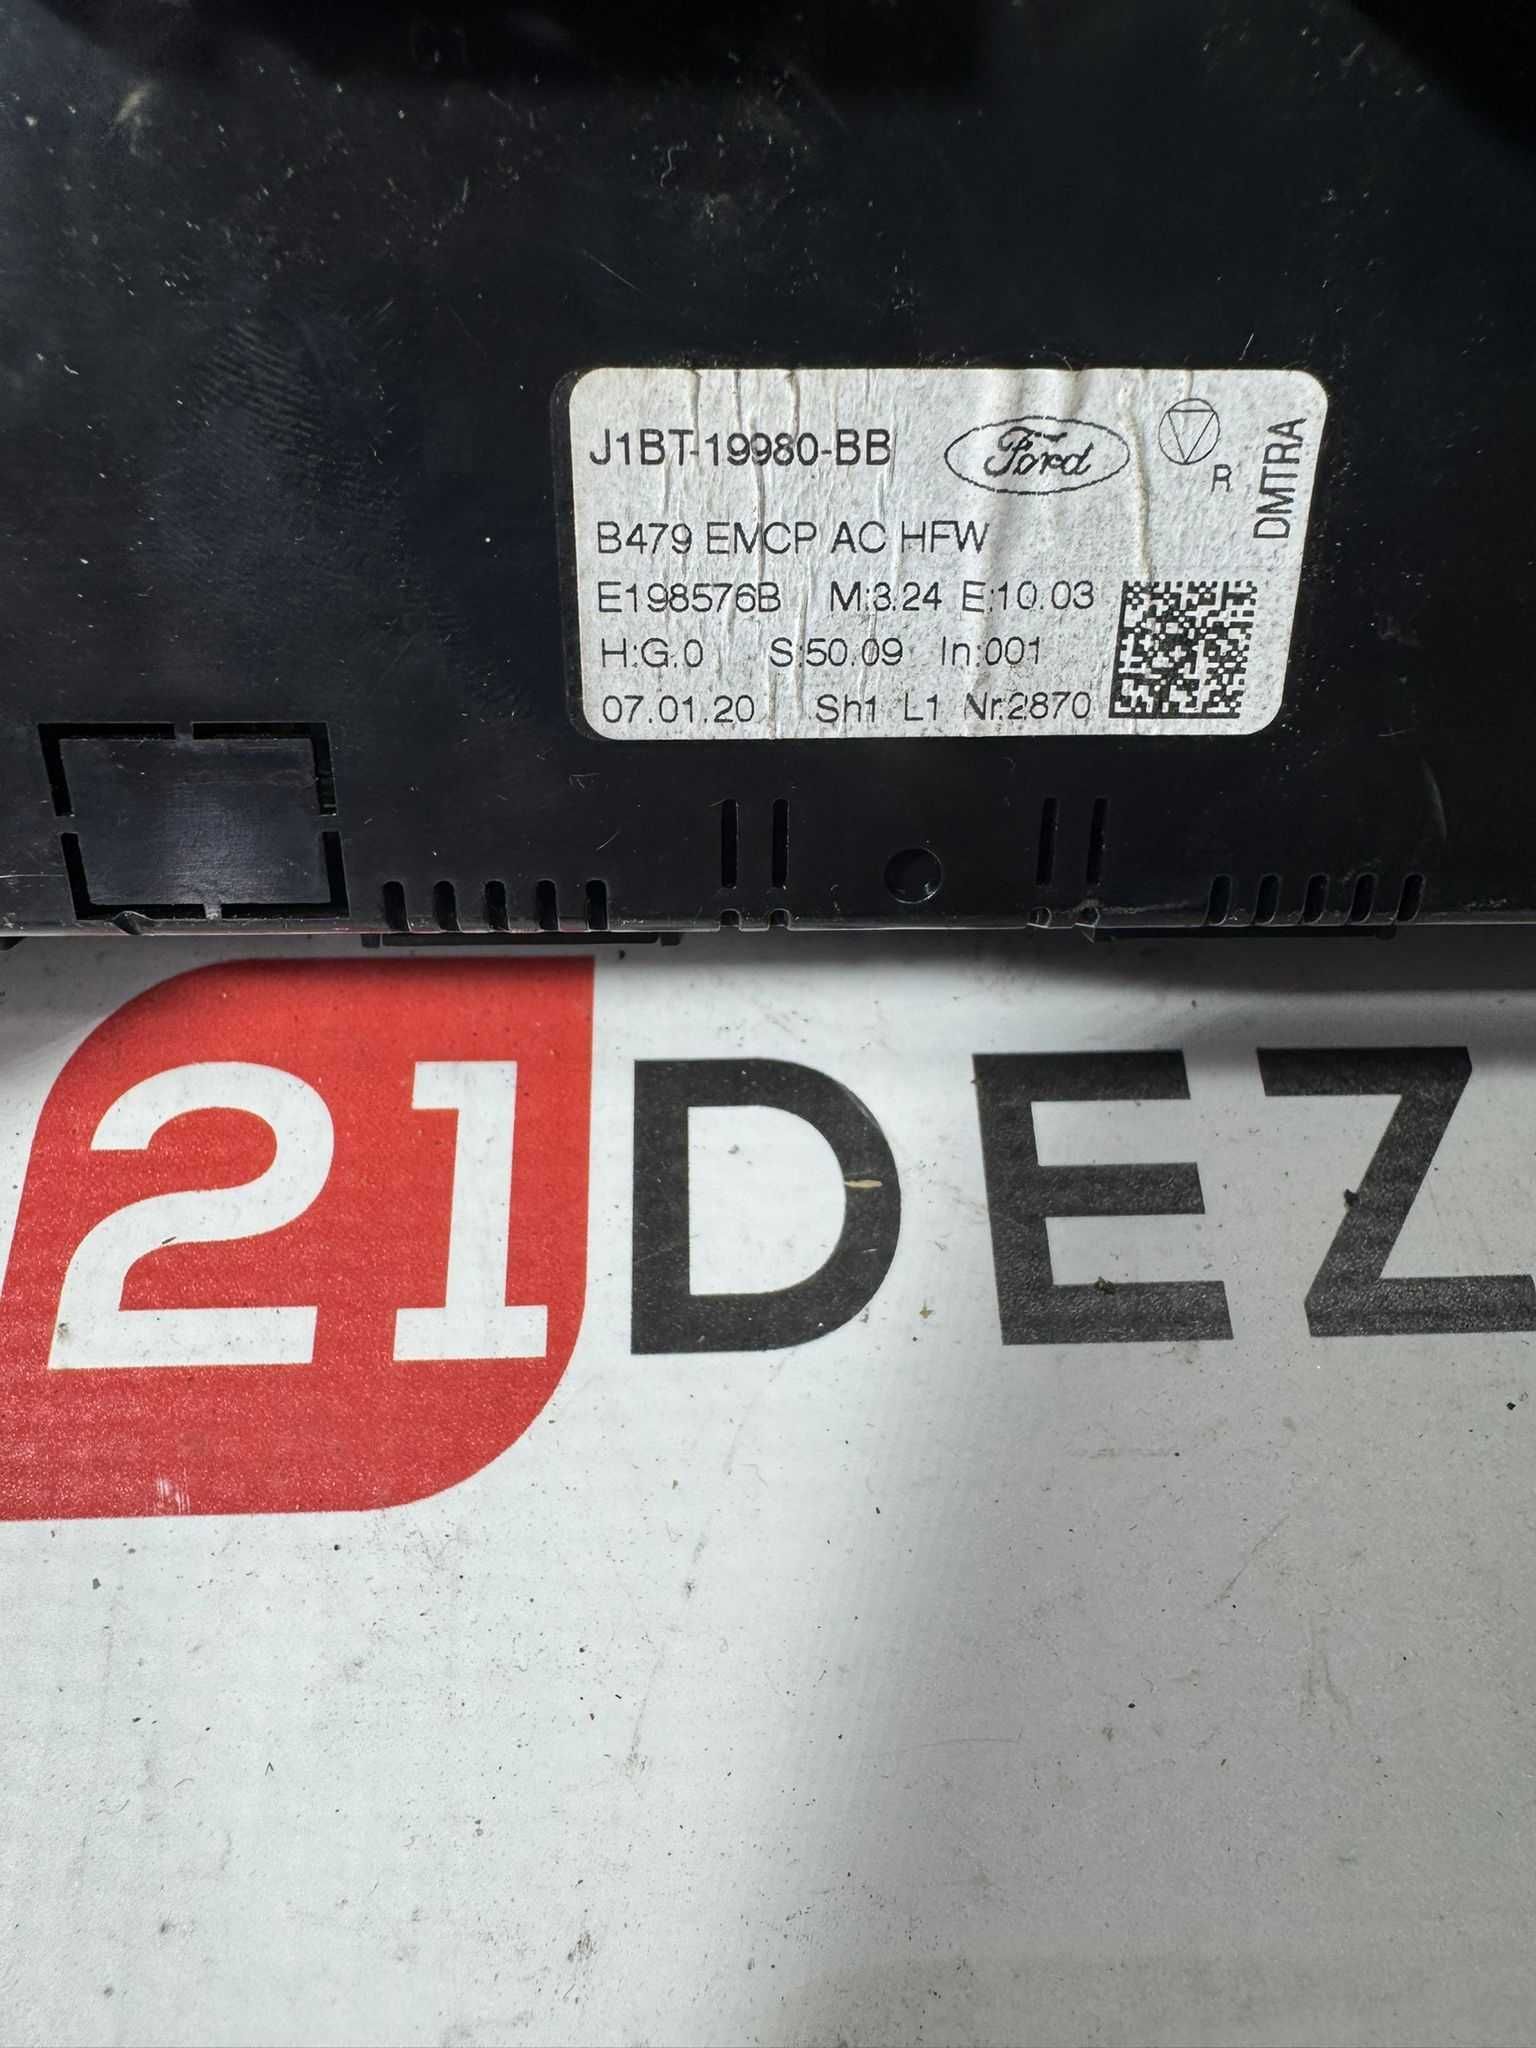 J1BT-19980-BB
Ford
R
DMTRA
B479 EMCP AC HFW
E198576B M:3.24 E:10.03
H:G.0 S:50.09 In:001
07.01.20 Sh1 L1 Nr.2870
21DEZ